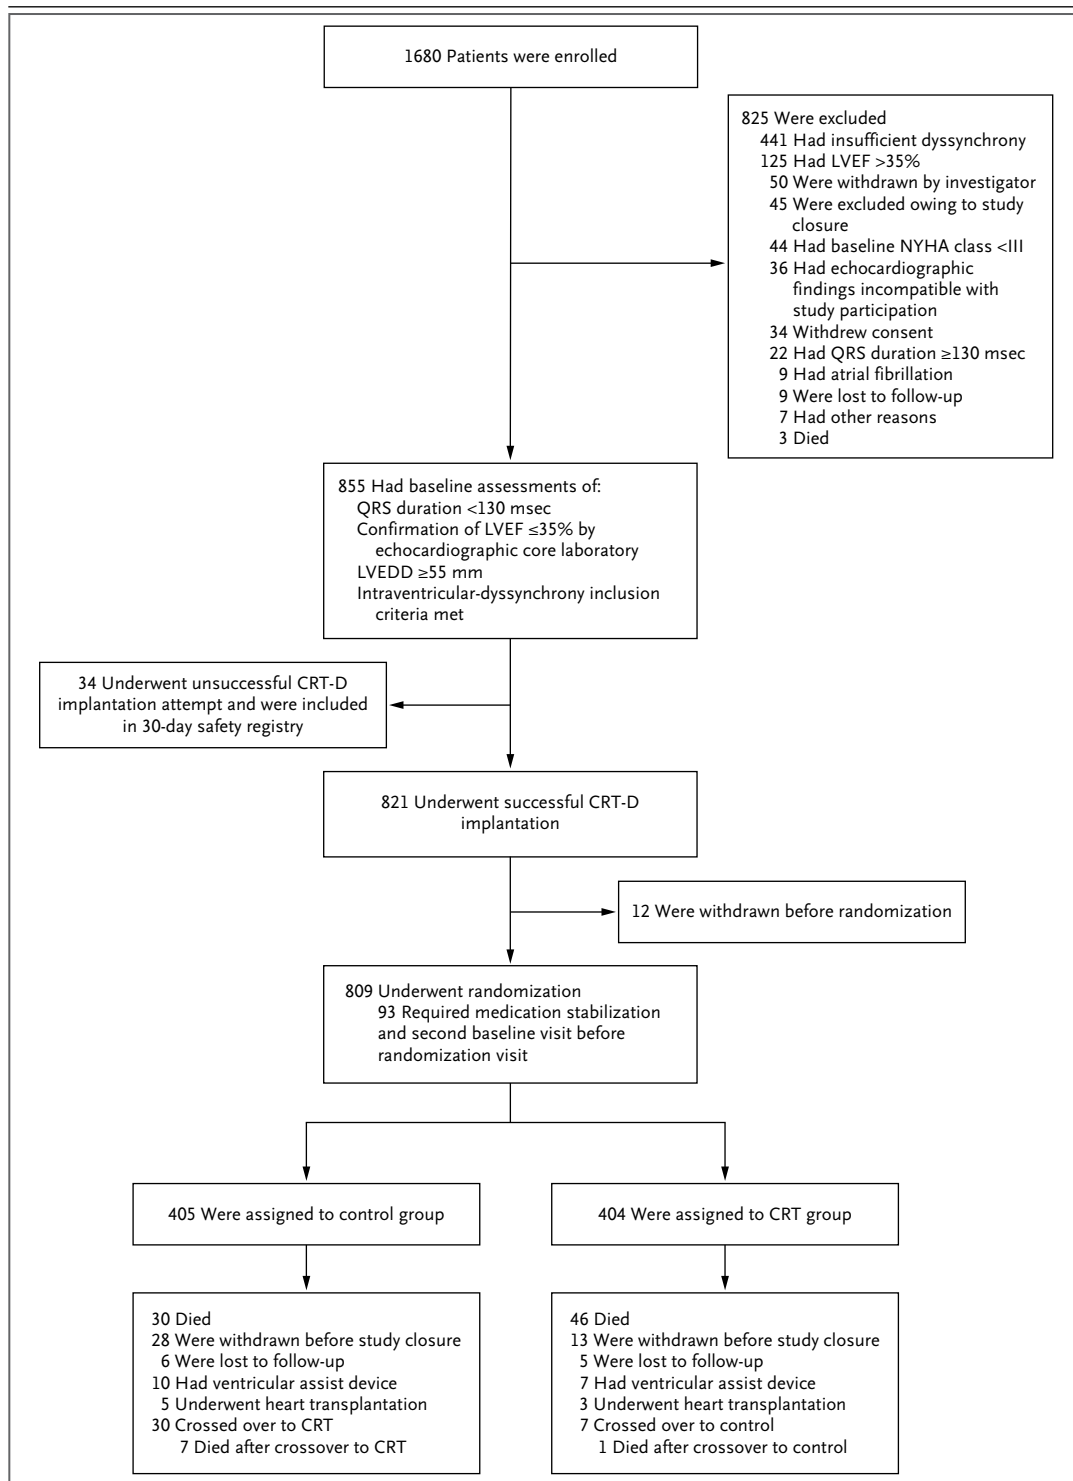 1680 Patients were enrolled
825 Were excluded
441 Had insufficient dyssynchrony
125 Had LVEF >35%
50 Were withdrawn by investigator
45 Were excluded owing to study
closure
44 Had baseline NYHA class <III
36 Had echocardiographic
findings incompatible with
study participation
34 Withdrew consent
22 Had QRS duration ≥130 msec
9 Had atrial fibrillation
9 Were lost to follow-up
7 Had other reasons
3 Died
855 Had baseline assessments of:
QRS duration <130 msec
Confirmation of LVEF ≤35% by
echocardiographic core laboratory
LVEDD ≥55 mm
Intraventricular-dyssynchrony inclusion
criteria met
34 Underwent unsuccessful CRT-D
implantation attempt and were included
in 30-day safety registry
821 Underwent successful CRT-D
implantation
12 Were withdrawn before randomization
809 Underwent randomization
93 Required medication stabilization
and second baseline visit before
randomization visit
405 Were assigned to control group
404 Were assigned to CRT group
30 Died
28 Were withdrawn before study closure
6 Were lost to follow-up
10 Had ventricular assist device
5 Underwent heart transplantation
30 Crossed over to CRT
7 Died after crossover to CRT
46 Died
13 Were withdrawn before study closure
5 Were lost to follow-up
7 Had ventricular assist device
3 Underwent heart transplantation
7 Crossed over to control
1 Died after crossover to control